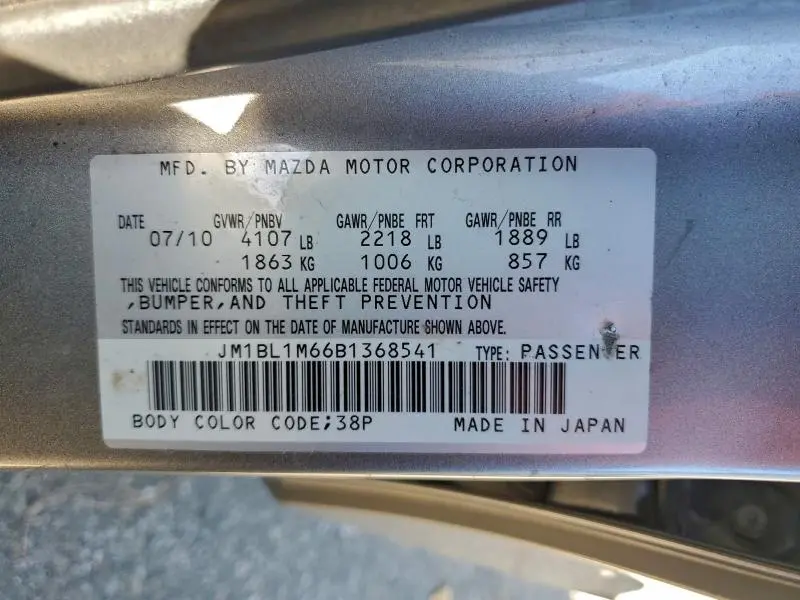 MFD. BY MAZDA MOTOR CORPORATION
DATE GVWR/PNBV GAWR/PNBE FRT GAWR/PNBE RR
07/10 4107 LB 2218 LB 1889 LB
1863 KG 1006 KG 857 KG
THIS VEHICLE CONFORMS TO ALL APPLICABLE FEDERAL MOTOR VEHICLE SAFETY
,BUMPER,AND THEFT PREVENTION
STANDARDS IN EFFECT ON THE DATE OF MANUFACTURE SHOWN ABOVE.
JM1BL1M66B1368541 TYPE:
BODY COLOR CODE;38P MADE IN JAPAN